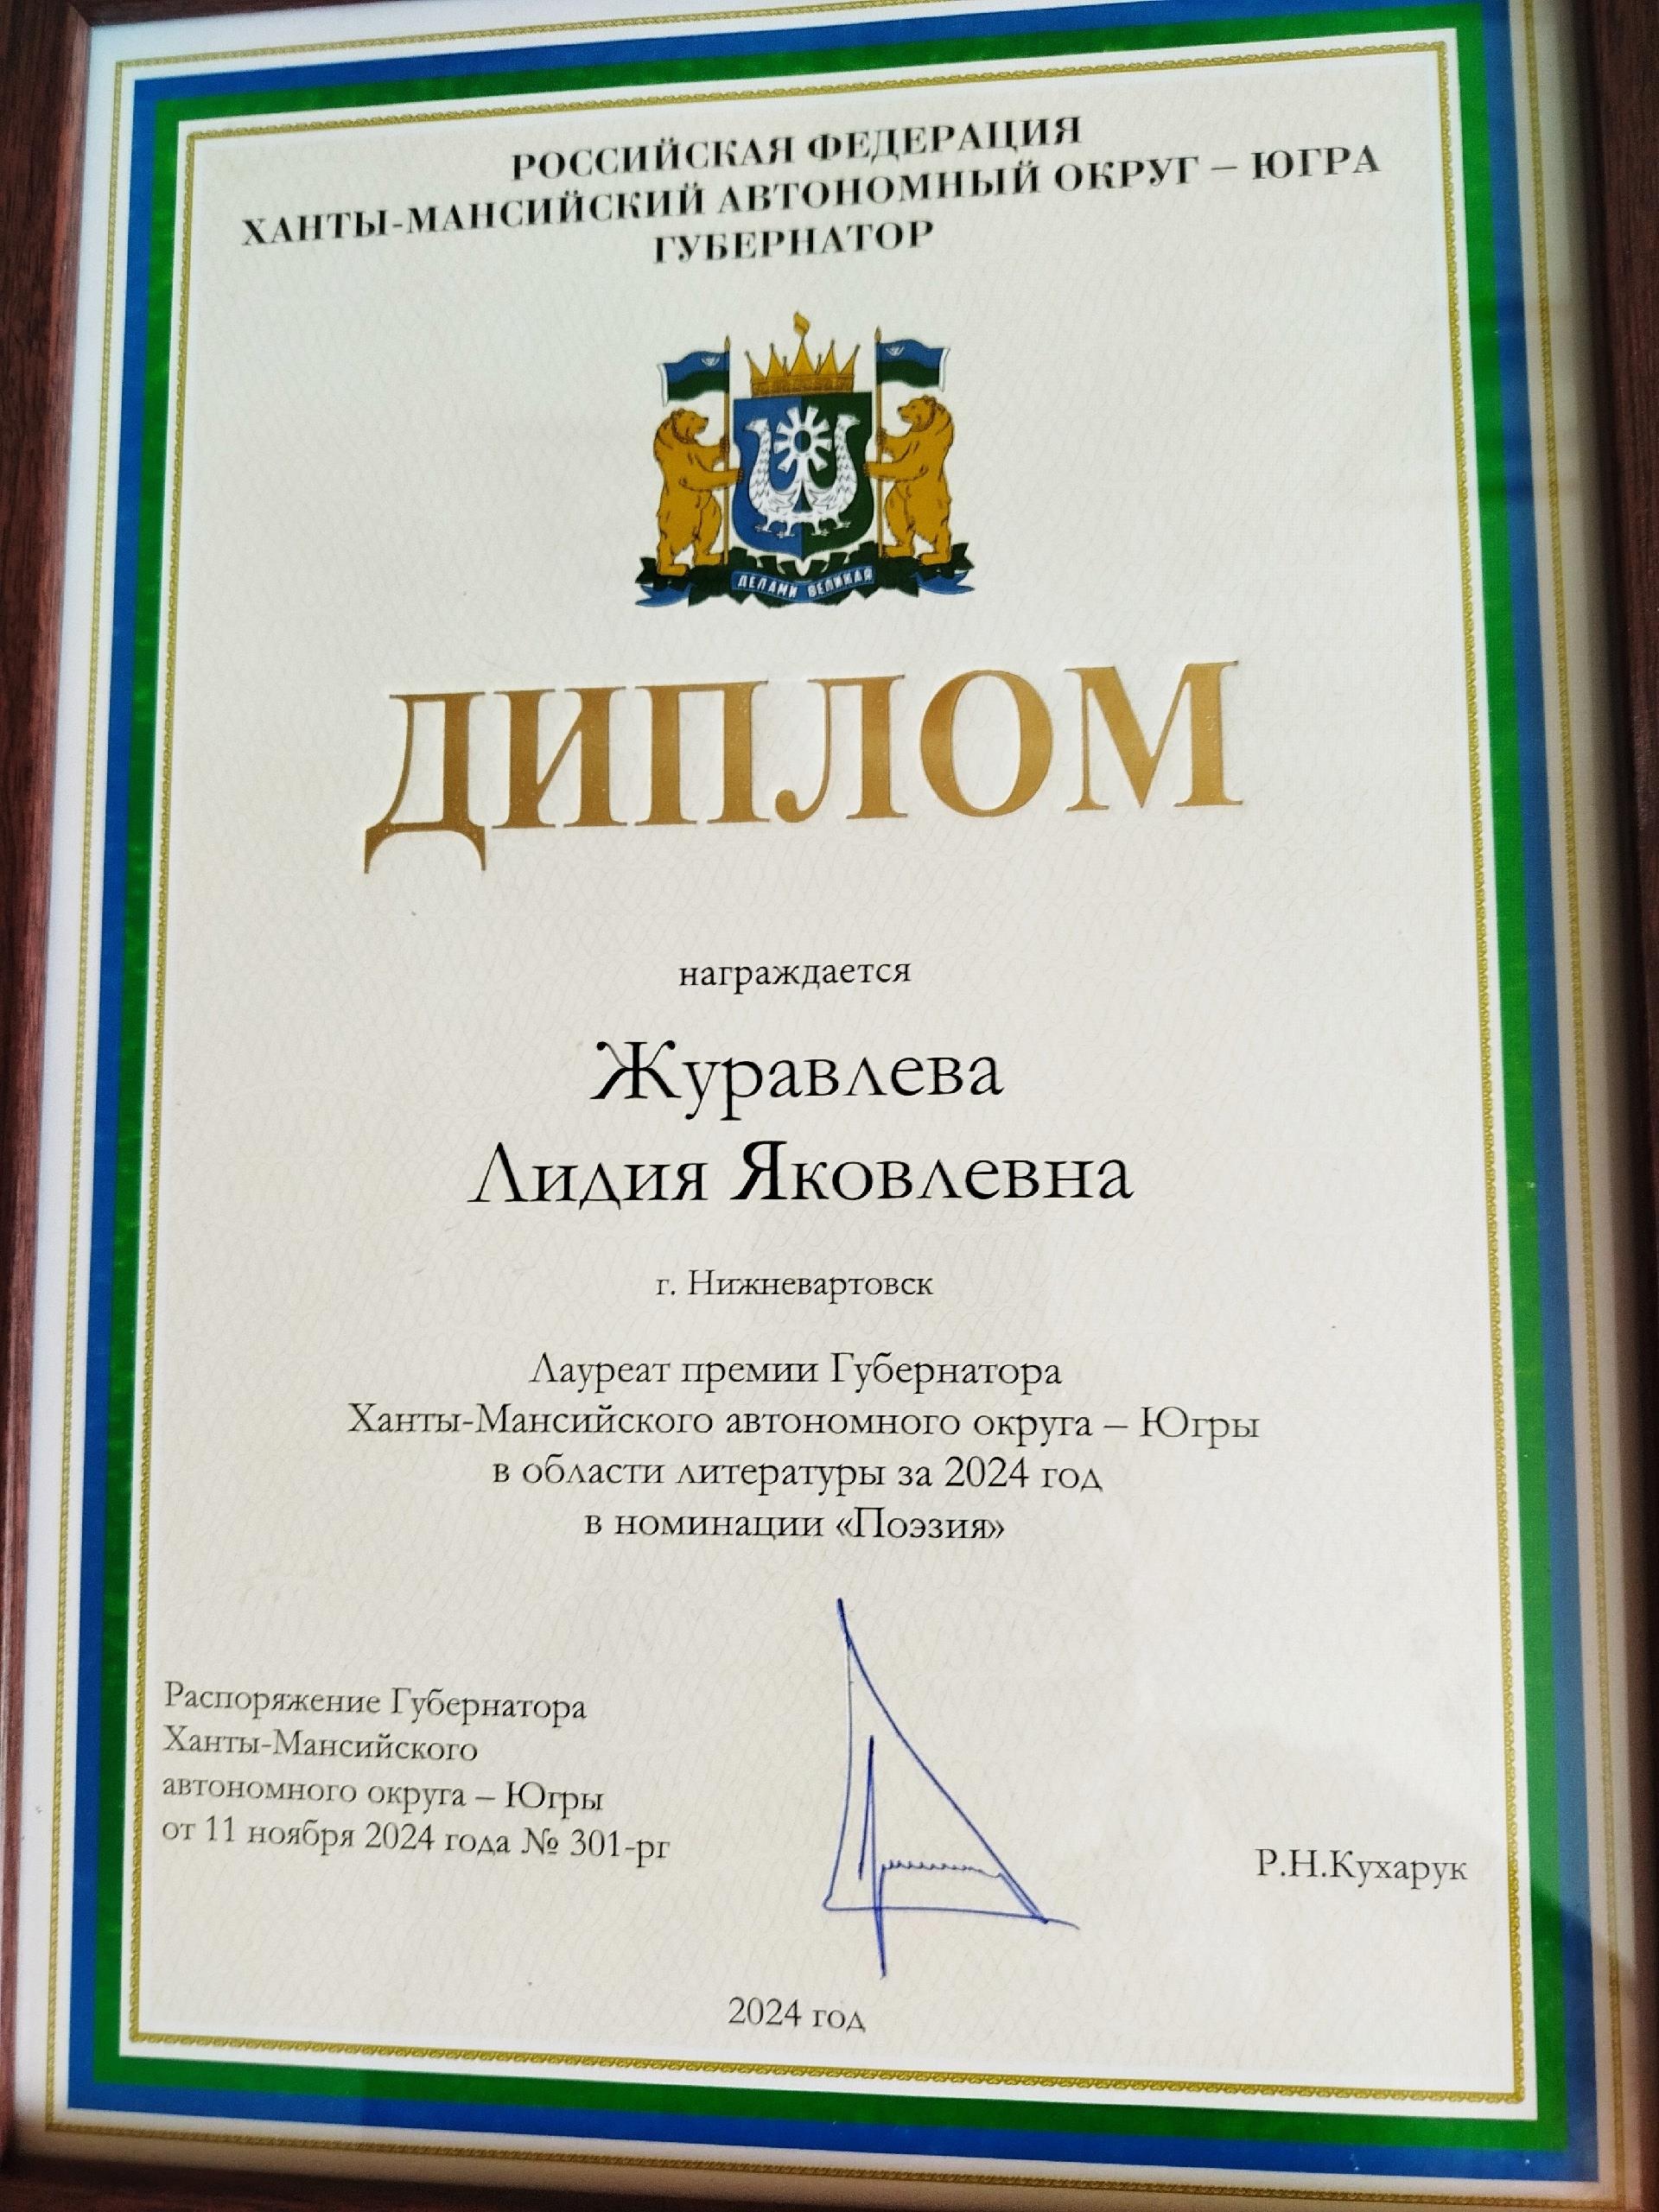 РОССИЙСКАЯ ФЕДЕРАЦИЯ
ХАНТЫ-МАНСИЙСКИЙ АВТОНОМНЫЙ ОКРУГ – ЮГРА
ГУБЕРНАТОР
ДЕЛАМИ ВЕЛИКАЯ
ДИПЛОМ
награждается
Журавлева
Лидия Яковлевна
г. Нижневартовск
Лауреат премии Губернатора
Ханты-Мансийского автономного округа – Югры
в области литературы за 2024 год
в номинации «Поэзия»
Распоряжение Губернатора
Ханты-Мансийского
автономного округа – Югры
от 11 ноября 2024 года № 301-рг
Р.Н.Кухарук
2024 год